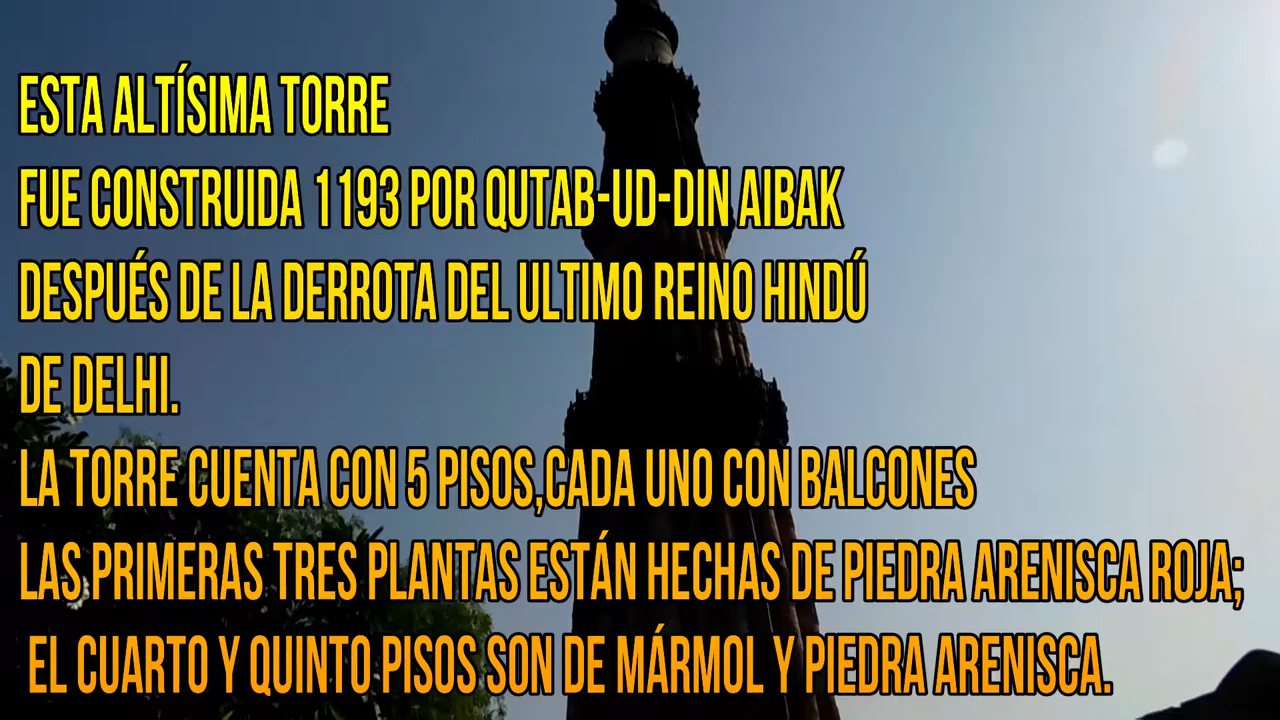 ESTA ALTÍSIMA TORRE
FUE CONSTRUIDA 1193 POR QUTAB-UD-DIN AIBAK
DESPUÉS DE LA DERROTA DEL ULTIMO REINO HINDÚ
DE DELHI.
LA TORRE CUENTA CON 5 PISOS,CADA UNO CON BALCONES
LAS PRIMERAS TRES PLANTAS ESTÁN HECHAS DE PIEDRA ARENISCA ROJA;
EL CUARTO Y QUINTO PISOS SON DE MÁRMOL Y PIEDRA ARENISCA.